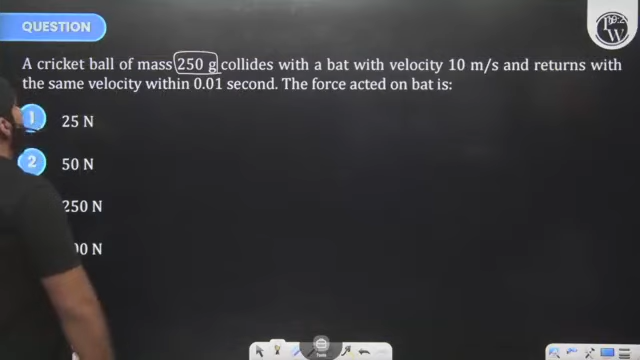 QUESTION
A cricket ball of mass 250 g collides with a bat with velocity 10 m/s and returns with
the same velocity within 0.01 second. The force acted on bat is:
1 25 N
2 50 N
250 N
00 N